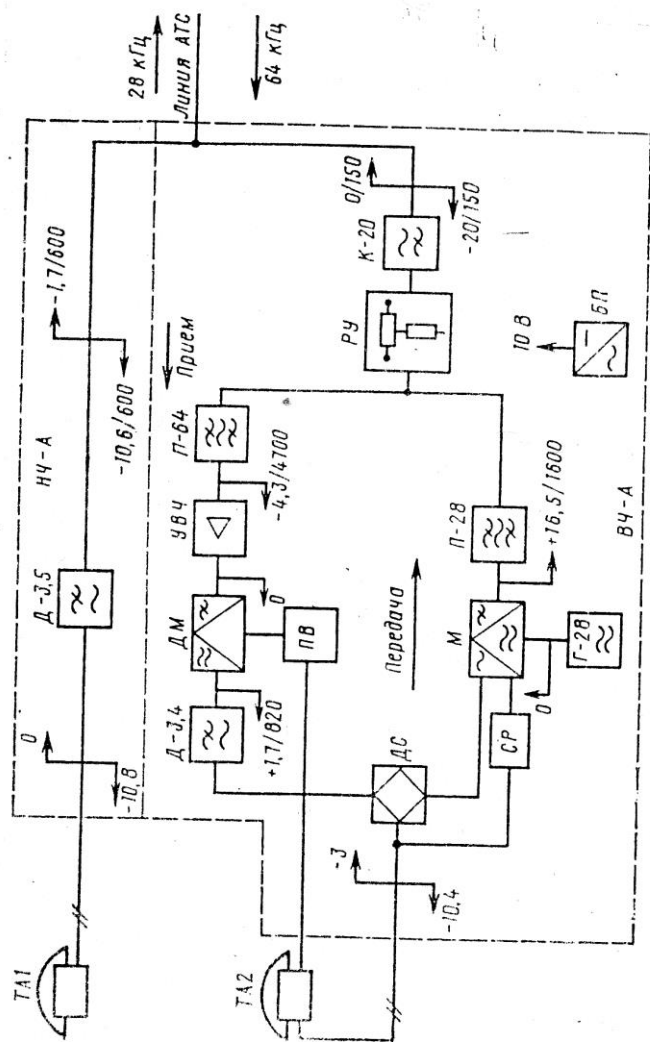 28 кГц
Линия АТС
64 кГц
НЧ-А
-1,7/600
-10,6/600
Д-3,5
0
-10,8
ТА1
Прием
П-64
-4,3/4700
УВЧ
0
ДМ
ПВ
Д-3,4
+1,7/820
0/150
К-20
-20/150
РУ
10 В
БП
Передача
П-28
+16,5/1600
ВЧ-А
М
Г-28
0
СР
ДС
-3
-10,4
ТА2